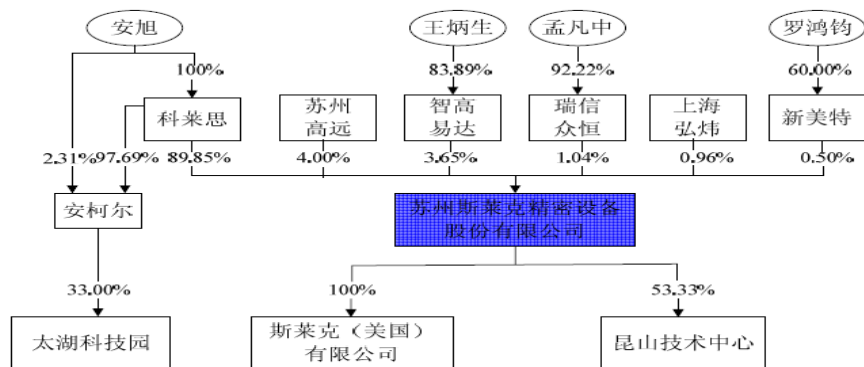 安旭
王炳生
孟凡中
罗鸿钧
100%
83.89%
92.22%
60.00%
科莱思
苏州
高远
智高
易达
瑞信
众恒
上海
弘炜
新美特
2.31%
97.69%
89.85%
4.00%
3.65%
1.04%
0.96%
0.50%
安柯尔
苏州斯莱克精密设备
股份有限公司
33.00%
100%
53.33%
太湖科技园
斯莱克（美国）
有限公司
昆山技术中心